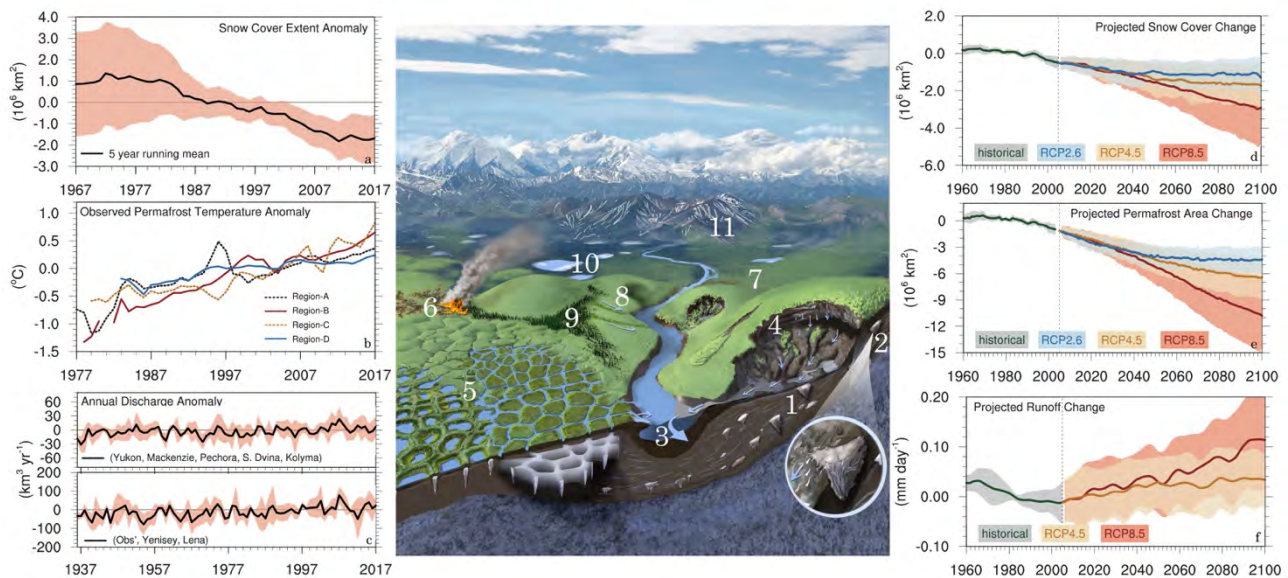 Snow Cover Extent Anomaly
4.0
3.0
2.0
1.0
0.0
-1.0
-2.0
-3.0
(10⁶ km²)
5 year running mean
a
1967 1977 1987 1997 2007 2017
Observed Permafrost Temperature Anomaly
1.0
0.5
0.0
-0.5
-1.0
-1.5
(°C)
Region-A
Region-B
Region-C
Region-D
b
1977 1987 1997 2007 2017
Annual Discharge Anomaly
60
30
0
-30
-60
(Yukon, Mackenzie, Pechora, S. Dvina, Kolyma)
(km³ yr⁻¹)
200
100
0
-100
-200
(Obs', Yenisey, Lena)
c
1937 1957 1977 1997 2017
11
10
7
8
6
9
4
2
5
1
3
Projected Snow Cover Change
2.0
0.0
-2.0
-4.0
-6.0
(10⁶ km²)
historical RCP2.6 RCP4.5 RCP8.5
d
1960 1980 2000 2020 2040 2060 2080 2100
Projected Permafrost Area Change
0
-3
-6
-9
-12
-15
(10⁶ km²)
historical RCP2.6 RCP4.5 RCP8.5
e
1960 1980 2000 2020 2040 2060 2080 2100
Projected Runoff Change
0.20
0.10
0.00
-0.10
(mm day⁻¹)
historical RCP4.5 RCP8.5
f
1960 1980 2000 2020 2040 2060 2080 2100